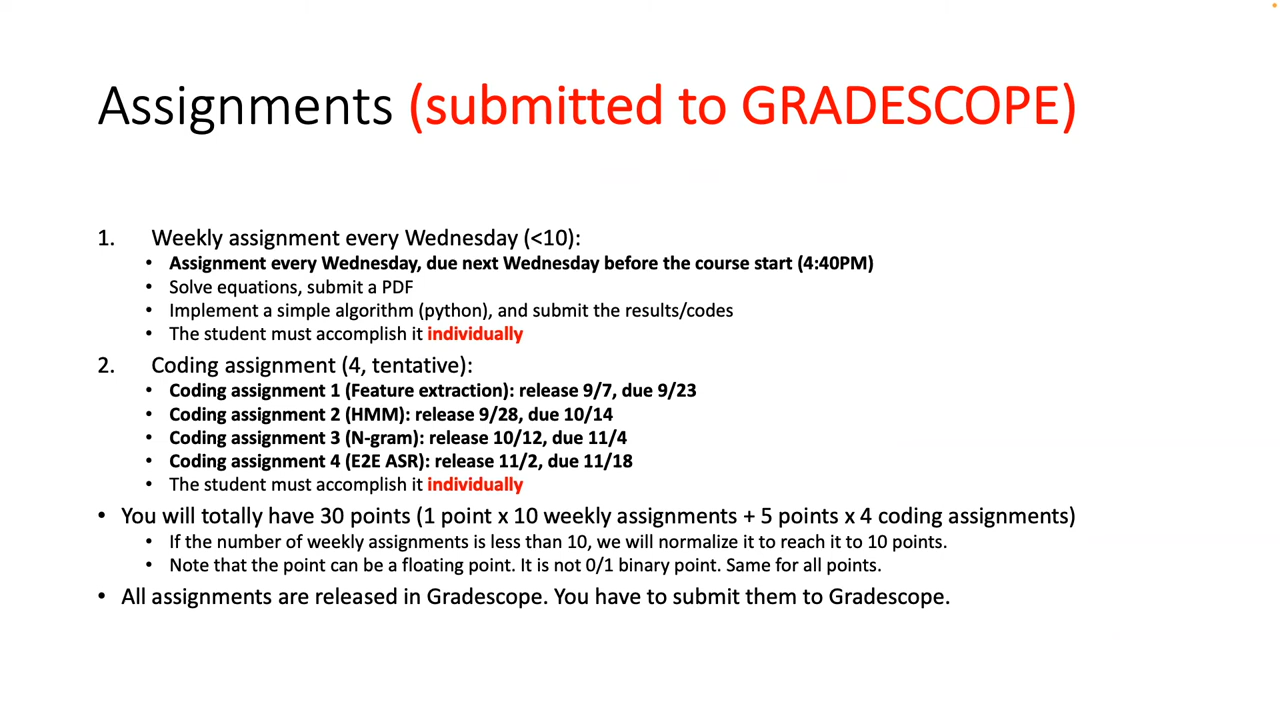 Assignments (submitted to GRADESCOPE)
1. Weekly assignment every Wednesday (<10):
• Assignment every Wednesday, due next Wednesday before the course start (4:40PM)
• Solve equations, submit a PDF
• Implement a simple algorithm (python), and submit the results/codes
• The student must accomplish it individually
2. Coding assignment (4, tentative):
• Coding assignment 1 (Feature extraction): release 9/7, due 9/23
• Coding assignment 2 (HMM): release 9/28, due 10/14
• Coding assignment 3 (N-gram): release 10/12, due 11/4
• Coding assignment 4 (E2E ASR): release 11/2, due 11/18
• The student must accomplish it individually
• You will totally have 30 points (1 point x 10 weekly assignments + 5 points x 4 coding assignments)
• If the number of weekly assignments is less than 10, we will normalize it to reach it to 10 points.
• Note that the point can be a floating point. It is not 0/1 binary point. Same for all points.
• All assignments are released in Gradescope. You have to submit them to Gradescope.